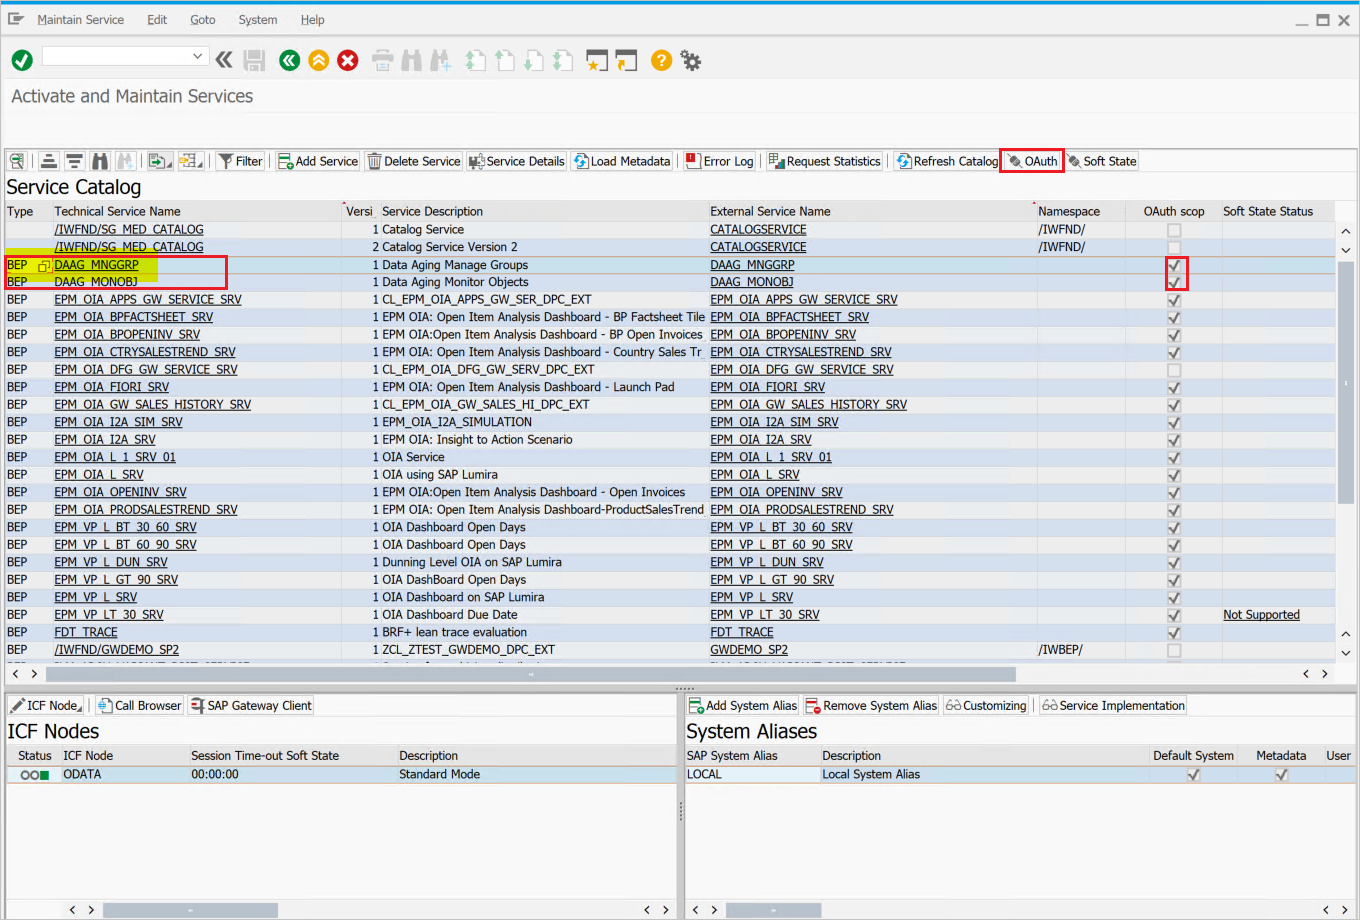 Maintain Service Edit Goto System Help
Activate and Maintain Services
Filter Add Service Delete Service Service Details Load Metadata Error Log Request Statistics Refresh Catalog OAuth Soft State
Service Catalog
Type Technical Service Name Versi Service Description External Service Name Namespace OAuth scop Soft State Status
/IWFND/SG_MED_CATALOG 1 Catalog Service CATALOGSERVICE /IWFND/
/IWFND/SG_MED_CATALOG 2 Catalog Service Version 2 CATALOGSERVICE /IWFND/
BEP DAAG_MNGGRP 1 Data Aging Manage Groups DAAG_MNGGRP
BEP DAAG_MONOBJ 1 Data Aging Monitor Objects DAAG_MONOBJ
BEP EPM_OIA_APPS_GW_SERVICE_SRV 1 CL_EPM_OIA_APPS_GW_SER_DPC_EXT EPM_OIA_APPS_GW_SERVICE_SRV
BEP EPM_OIA_BPFACTSHEET_SRV 1 EPM OIA: Open Item Analysis Dashboard - BP Factsheet Tile EPM_OIA_BPFACTSHEET_SRV
BEP EPM_OIA_BPOPENINV_SRV 1 EPM OIA:Open Item Analysis Dashboard - BP Open Invoices EPM_OIA_BPOPENINV_SRV
BEP EPM_OIA_CTRYSALESTREND_SRV 1 EPM OIA: Open Item Analysis Dashboard - Country Sales Tr EPM_OIA_CTRYSALESTREND_SRV
BEP EPM_OIA_DFG_GW_SERVICE_SRV 1 CL_EPM_OIA_DFG_GW_SERV_DPC_EXT EPM_OIA_DFG_GW_SERVICE_SRV
BEP EPM_OIA_FIORI_SRV 1 EPM OIA: Open Item Analysis Dashboard - Launch Pad EPM_OIA_FIORI_SRV
BEP EPM_OIA_GW_SALES_HISTORY_SRV 1 CL_EPM_OIA_GW_SALES_HI_DPC_EXT EPM_OIA_GW_SALES_HISTORY_SRV
BEP EPM_OIA_I2A_SIM_SRV 1 EPM_OIA_I2A_SIMULATION EPM_OIA_I2A_SIM_SRV
BEP EPM_OIA_I2A_SRV 1 EPM OIA: Insight to Action Scenario EPM_OIA_I2A_SRV
BEP EPM_OIA_L_1_SRV_01 1 OIA Service EPM_OIA_L_1_SRV_01
BEP EPM_OIA_L_SRV 1 OIA using SAP Lumira EPM_OIA_L_SRV
BEP EPM_OIA_OPENINV_SRV 1 EPM OIA:Open Item Analysis Dashboard - Open Invoices EPM_OIA_OPENINV_SRV
BEP EPM_OIA_PRODSALESTREND_SRV 1 EPM OIA: Open Item Analysis Dashboard-ProductSalesTrend EPM_OIA_PRODSALESTREND_SRV
BEP EPM_VP_L_BT_30_60_SRV 1 OIA Dashboard Open Days EPM_VP_L_BT_30_60_SRV
BEP EPM_VP_L_BT_60_90_SRV 1 OIA Dashboard Open Days EPM_VP_L_BT_60_90_SRV
BEP EPM_VP_L_DUN_SRV 1 Dunning Level OIA on SAP Lumira EPM_VP_L_DUN_SRV
BEP EPM_VP_L_GT_90_SRV 1 OIA DashBoard Open Days EPM_VP_L_GT_90_SRV
BEP EPM_VP_L_SRV 1 OIA Dashboard on SAP Lumira EPM_VP_L_SRV
BEP EPM_VP_LT_30_SRV 1 OIA Dashboard Due Date EPM_VP_LT_30_SRV Not Supported
BEP FDT_TRACE 1 BRF+ lean trace evaluation FDT_TRACE
BEP /IWFND/GWDEMO_SP2 1 ZCL_ZTEST_GWDEMO_DPC_EXT GWDEMO_SP2 /IWBEP/
ICF Node Call Browser SAP Gateway Client Add System Alias Remove System Alias Customizing Service Implementation
ICF Nodes System Aliases
Status ICF Node Session Time-out Soft State Description SAP System Alias Description Default System Metadata User
ODATA 00:00:00 Standard Mode LOCAL Local System Alias